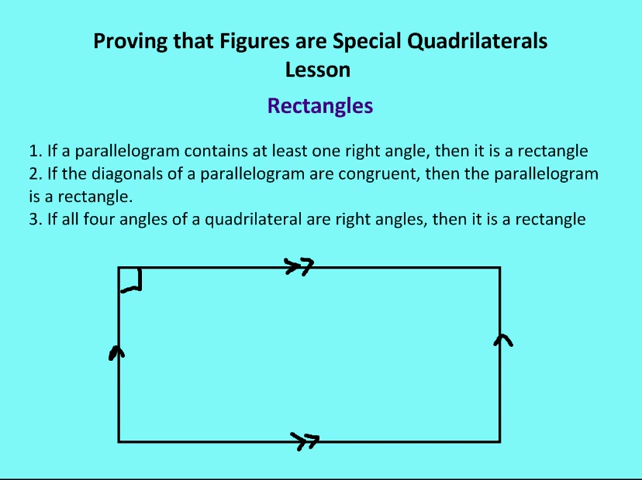 Proving that Figures are Special Quadrilaterals
Lesson
Rectangles
1. If a parallelogram contains at least one right angle, then it is a rectangle
2. If the diagonals of a parallelogram are congruent, then the parallelogram
is a rectangle.
3. If all four angles of a quadrilateral are right angles, then it is a rectangle